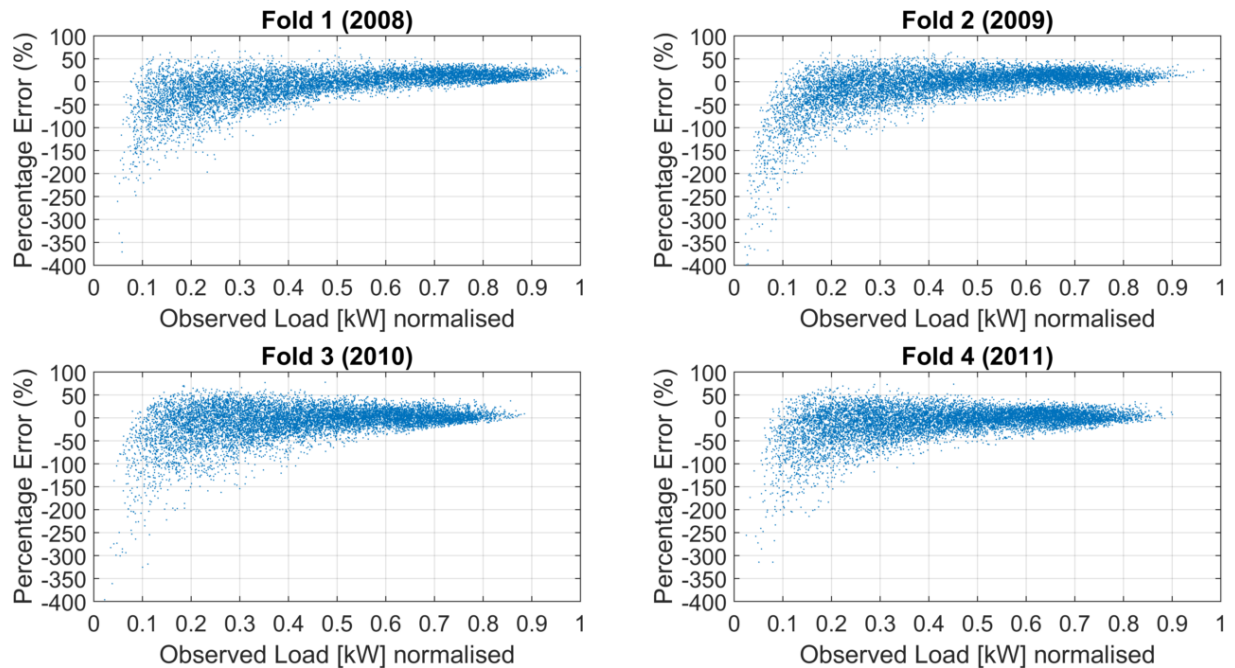 Fold 1 (2008)
Percentage Error (%)
100
50
0
-50
-100
-150
-200
-250
-300
-350
-400
0 0.1 0.2 0.3 0.4 0.5 0.6 0.7 0.8 0.9 1
Observed Load [kW] normalised
Fold 2 (2009)
Percentage Error (%)
100
50
0
-50
-100
-150
-200
-250
-300
-350
-400
0 0.1 0.2 0.3 0.4 0.5 0.6 0.7 0.8 0.9 1
Observed Load [kW] normalised
Fold 3 (2010)
Percentage Error (%)
100
50
0
-50
-100
-150
-200
-250
-300
-350
-400
0 0.1 0.2 0.3 0.4 0.5 0.6 0.7 0.8 0.9 1
Observed Load [kW] normalised
Fold 4 (2011)
Percentage Error (%)
100
50
0
-50
-100
-150
-200
-250
-300
-350
-400
0 0.1 0.2 0.3 0.4 0.5 0.6 0.7 0.8 0.9 1
Observed Load [kW] normalised